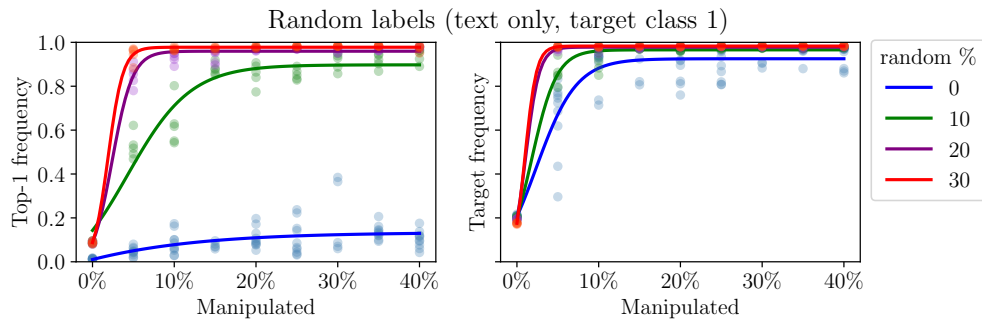 Random labels (text only, target class 1)
Top-1 frequency
1.0
0.8
0.6
0.4
0.2
0.0
0% 10% 20% 30% 40%
Manipulated
Target frequency
0% 10% 20% 30% 40%
Manipulated
random %
0
10
20
30